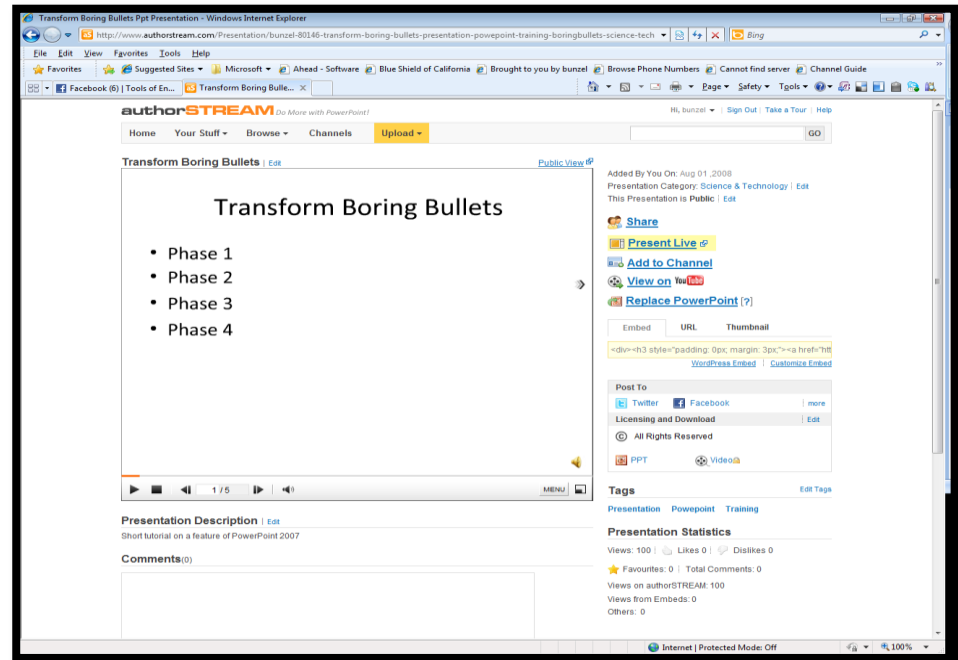 Transform Boring Bullets Ppt Presentation - Windows Internet Explorer
http://www.authorstream.com/Presentation/bunzel-80146-transform-boring-bullets-presentation-powepoint-training-boringbullets-science-tech
Bing
File Edit View Favorites Tools Help
Favorites Suggested Sites Microsoft Ahead - Software Blue Shield of California Brought to you by bunzel Browse Phone Numbers Cannot find server Channel Guide
Facebook (6) | Tools of En... Transform Boring Bulle... X Page Safety Tools
authorSTREAM Do More with PowerPoint!
Hi, bunzel | Sign Out | Take a Tour | Help
Home Your Stuff Browse Channels Upload GO
Transform Boring Bullets | Edit Public View
Transform Boring Bullets
• Phase 1
• Phase 2
• Phase 3
• Phase 4
1 / 5 MENU
Presentation Description | Edit
Short tutorial on a feature of PowerPoint 2007
Comments(0)
Added By You On: Aug 01 ,2008
Presentation Category: Science & Technology | Edit
This Presentation is Public | Edit
Share
Present Live
Add to Channel
View on YouTube
Replace PowerPoint [?]
Embed URL Thumbnail
<div><h3 style="padding: 0px; margin: 3px;"><a href="htt
WordPress Embed | Customize Embed
Post To
Twitter Facebook | more
Licensing and Download | Edit
© All Rights Reserved
PPT Video
Tags Edit Tags
Presentation Powepoint Training
Presentation Statistics
Views: 100 | Likes 0 | Dislikes 0
Favourites: 0 | Total Comments: 0
Views on authorSTREAM: 100
Views from Embeds: 0
Others: 0
Internet | Protected Mode: Off 100%